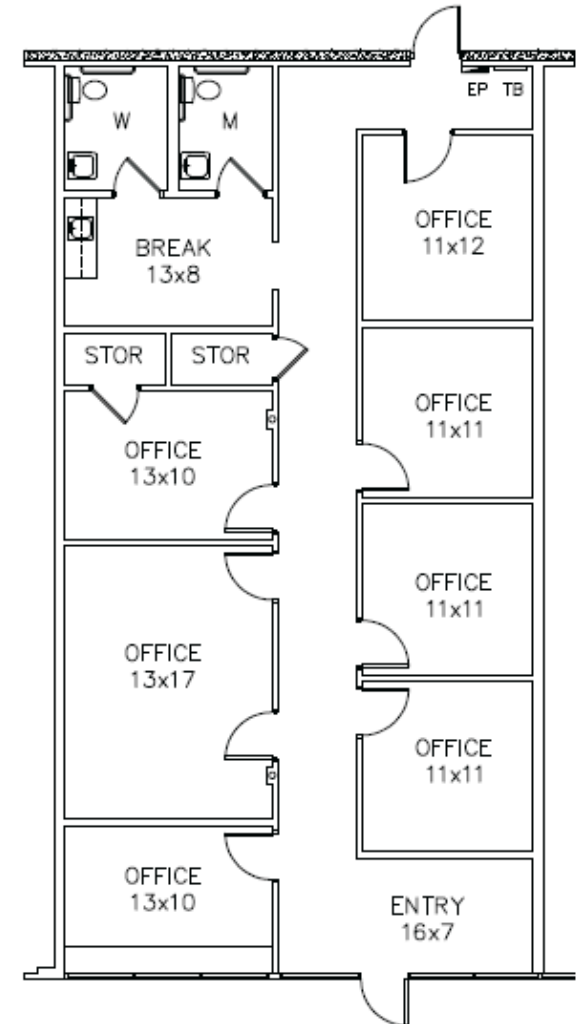 EP TB
W
M
OFFICE
11x12
BREAK
13x8
STOR
STOR
OFFICE
11x11
OFFICE
13x10
OFFICE
11x11
OFFICE
13x17
OFFICE
11x11
OFFICE
13x10
ENTRY
16x7